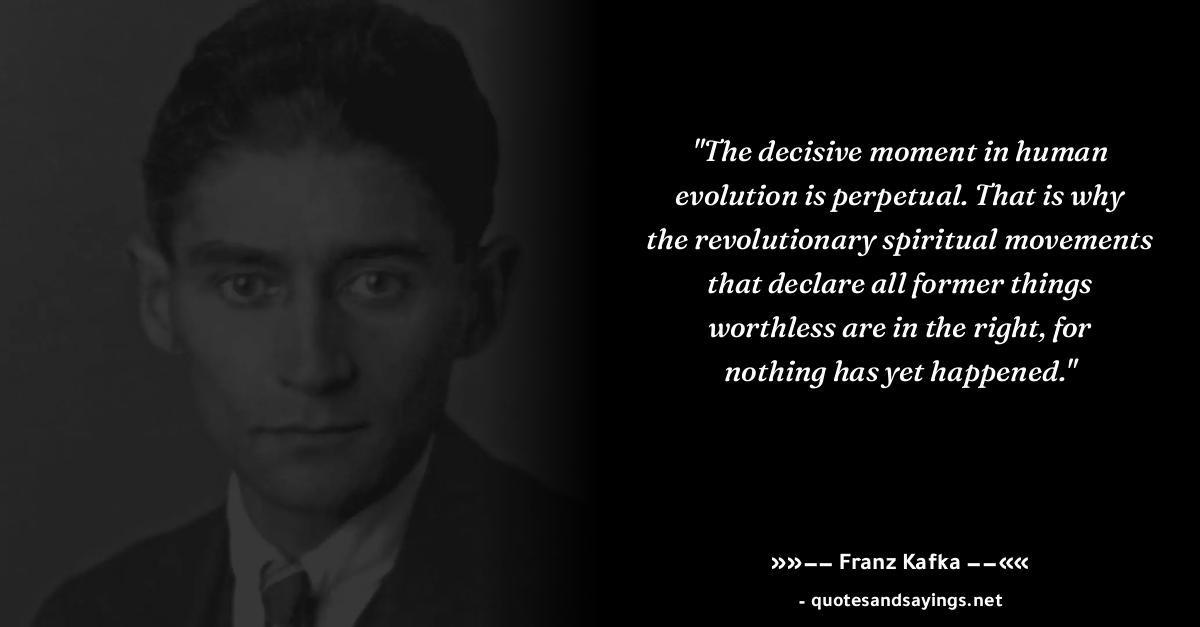 "The decisive moment in human
evolution is perpetual. That is why
the revolutionary spiritual movements
that declare all former things
worthless are in the right, for
nothing has yet happened."
»»−− Franz Kafka −−««
- quotesandsayings.net